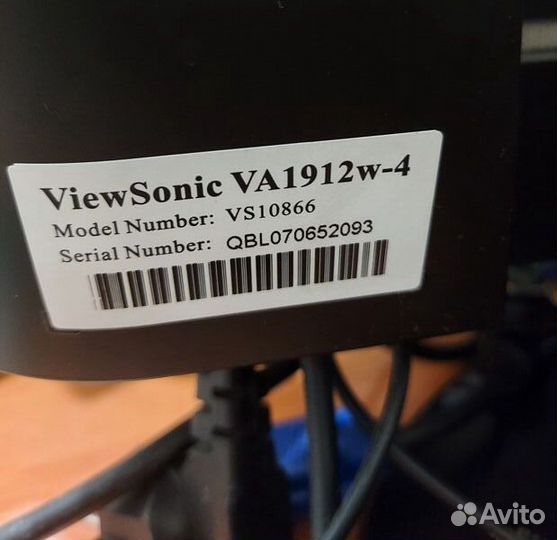 ViewSonic VA1912w-4
Model Number: VS10866
Serial Number: QBL070652093
Avito